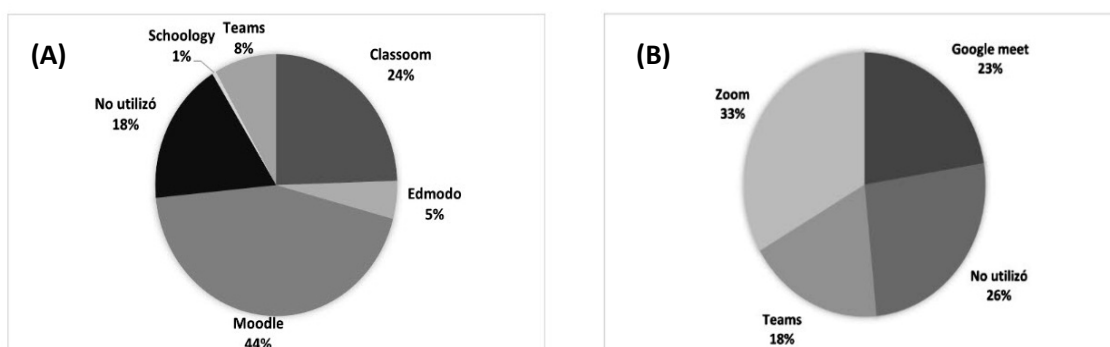 (A)
Schoology
1%
Teams
8%
Classoom
24%
No utilizó
18%
Edmodo
5%
Moodle
44%
(B)
Google meet
23%
Zoom
33%
No utilizó
26%
Teams
18%